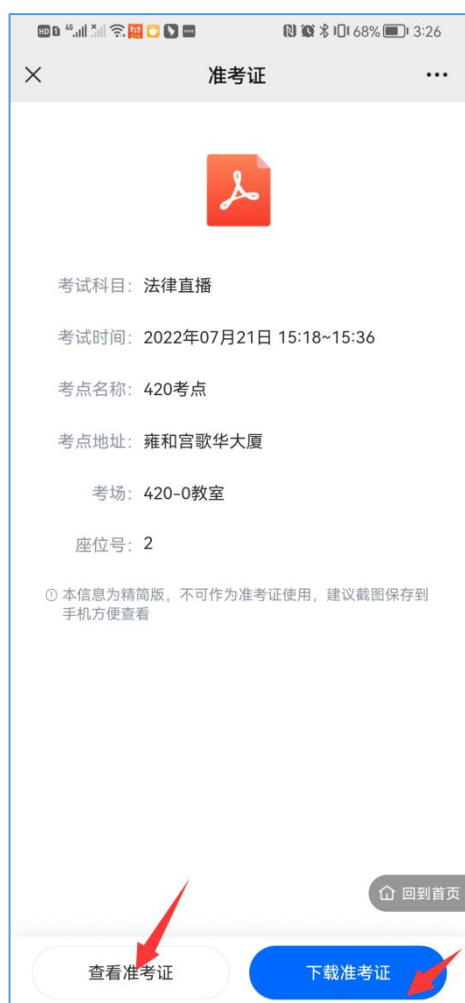 HD 1 46 68% 3:26
准考证
考试科目: 法律直播
考试时间: 2022年07月21日 15:18~15:36
考点名称: 420考点
考点地址: 雍和宫歌华大厦
考场: 420-0教室
座位号: 2
本信息为精简版，不可作为准考证使用，建议截图保存到
手机方便查看
回到首页
查看准考证
下载准考证